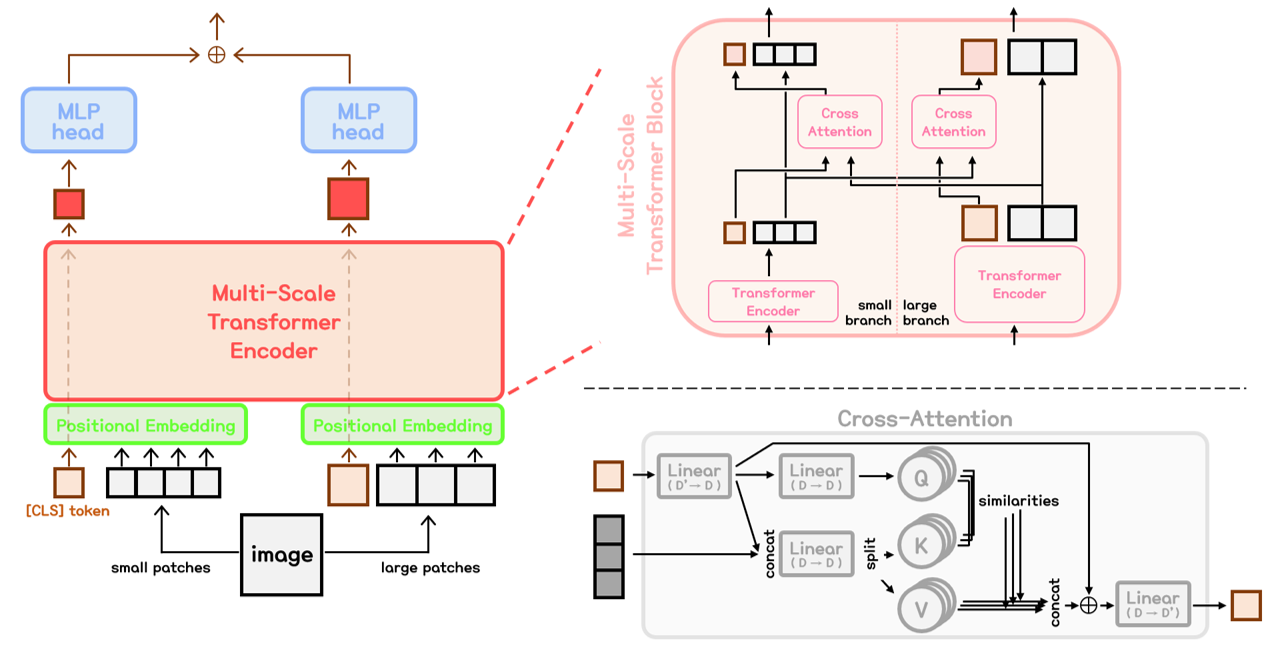 MLP
head
MLP
head
Multi-Scale
Transformer
Encoder
Positional Embedding
Positional Embedding
[CLS] token
small patches
image
large patches
Multi-Scale
Transformer Block
Cross
Attention
Cross
Attention
Transformer
Encoder
small
branch
large
branch
Transformer
Encoder
Cross-Attention
Linear
(D'→D)
Linear
(D→D)
Q
similarities
concat
Linear
(D→D)
split
K
V
concat
Linear
(D→D')